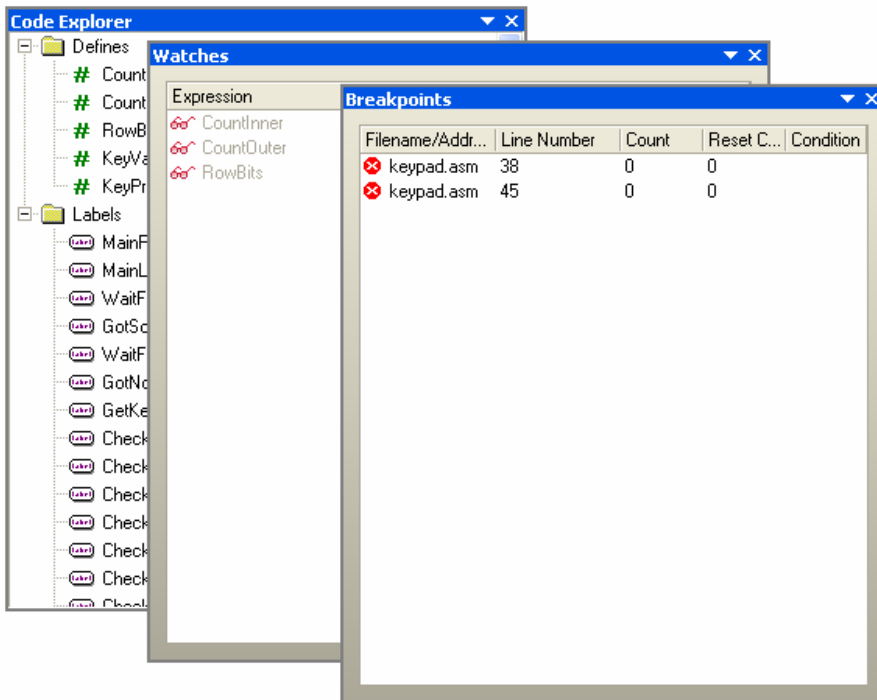 Code Explorer
Defines
# Count
# Count
# RowB
# KeyVa
# KeyPr
Labels
MainF
MainL
WaitF
GotSc
WaitF
GotNo
GetKe
Check
Check
Check
Check
Check
Check
Watches
Expression
CountInner
CountOuter
RowBits
Breakpoints
Filename/Addr... Line Number Count Reset C... Condition
keypad.asm 38 0 0
keypad.asm 45 0 0